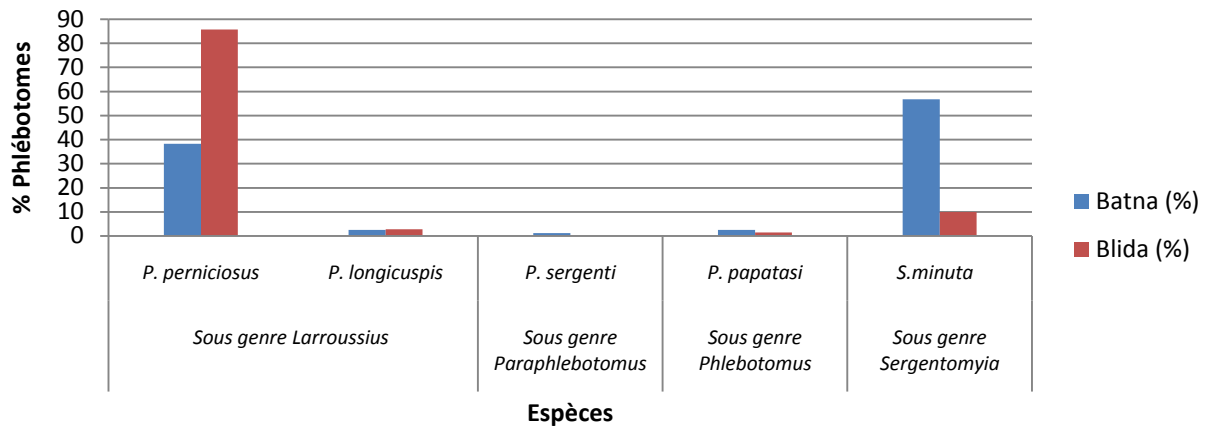 % Phlébotomes
90
80
70
60
50
40
30
20
10
0
P. perniciosus
P. longicuspis
P. sergenti
P. papatasi
S.minuta
Sous genre Larroussius
Sous genre
Paraphlebotomus
Sous genre
Phlebotomus
Sous genre
Sergentomyia
Espèces
Batna (%)
Blida (%)